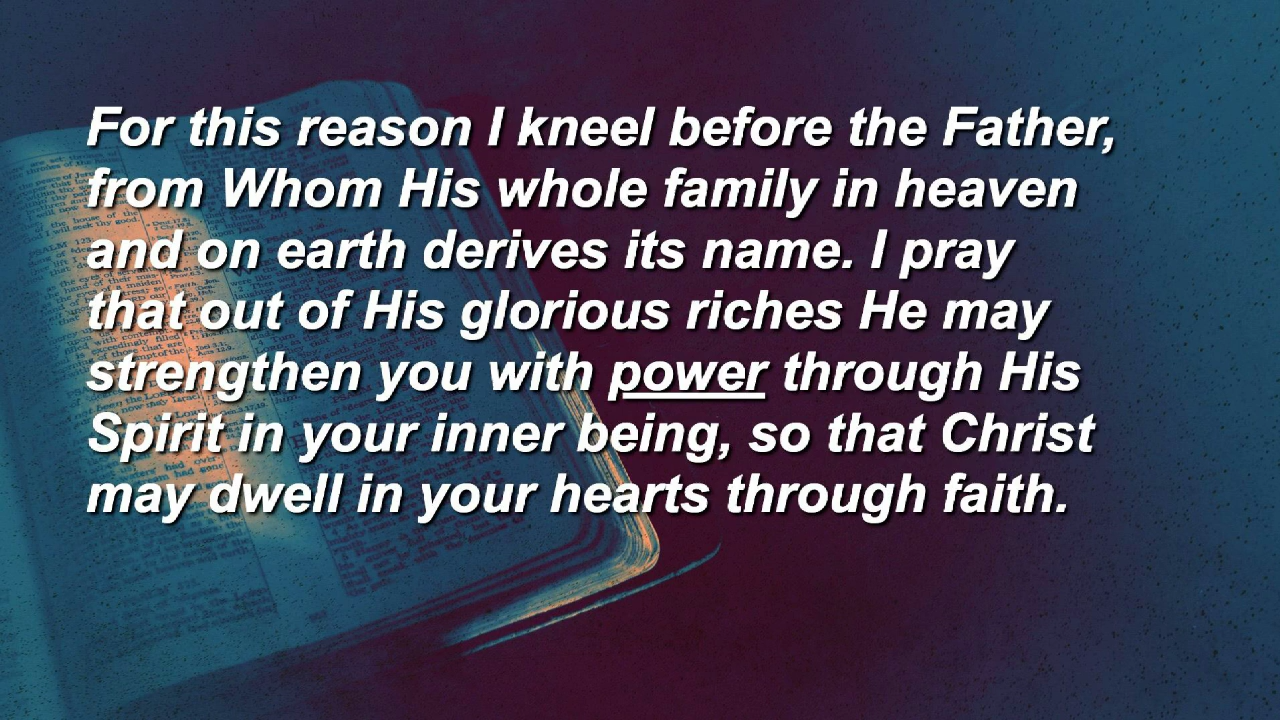 For this reason I kneel before the Father,
from Whom His whole family in heaven
and on earth derives its name. I pray
that out of His glorious riches He may
strengthen you with power through His
Spirit in your inner being, so that Christ
may dwell in your hearts through faith.